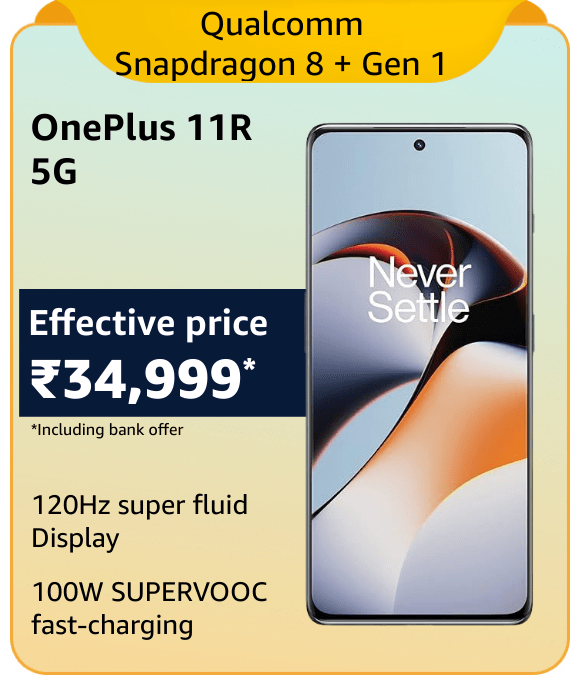 Qualcomm
Snapdragon 8 + Gen 1
OnePlus 11R
5G
Never
Settle
Effective price
₹34,999*
*Including bank offer
120Hz super fluid
Display
100W SUPERVOOC
fast-charging